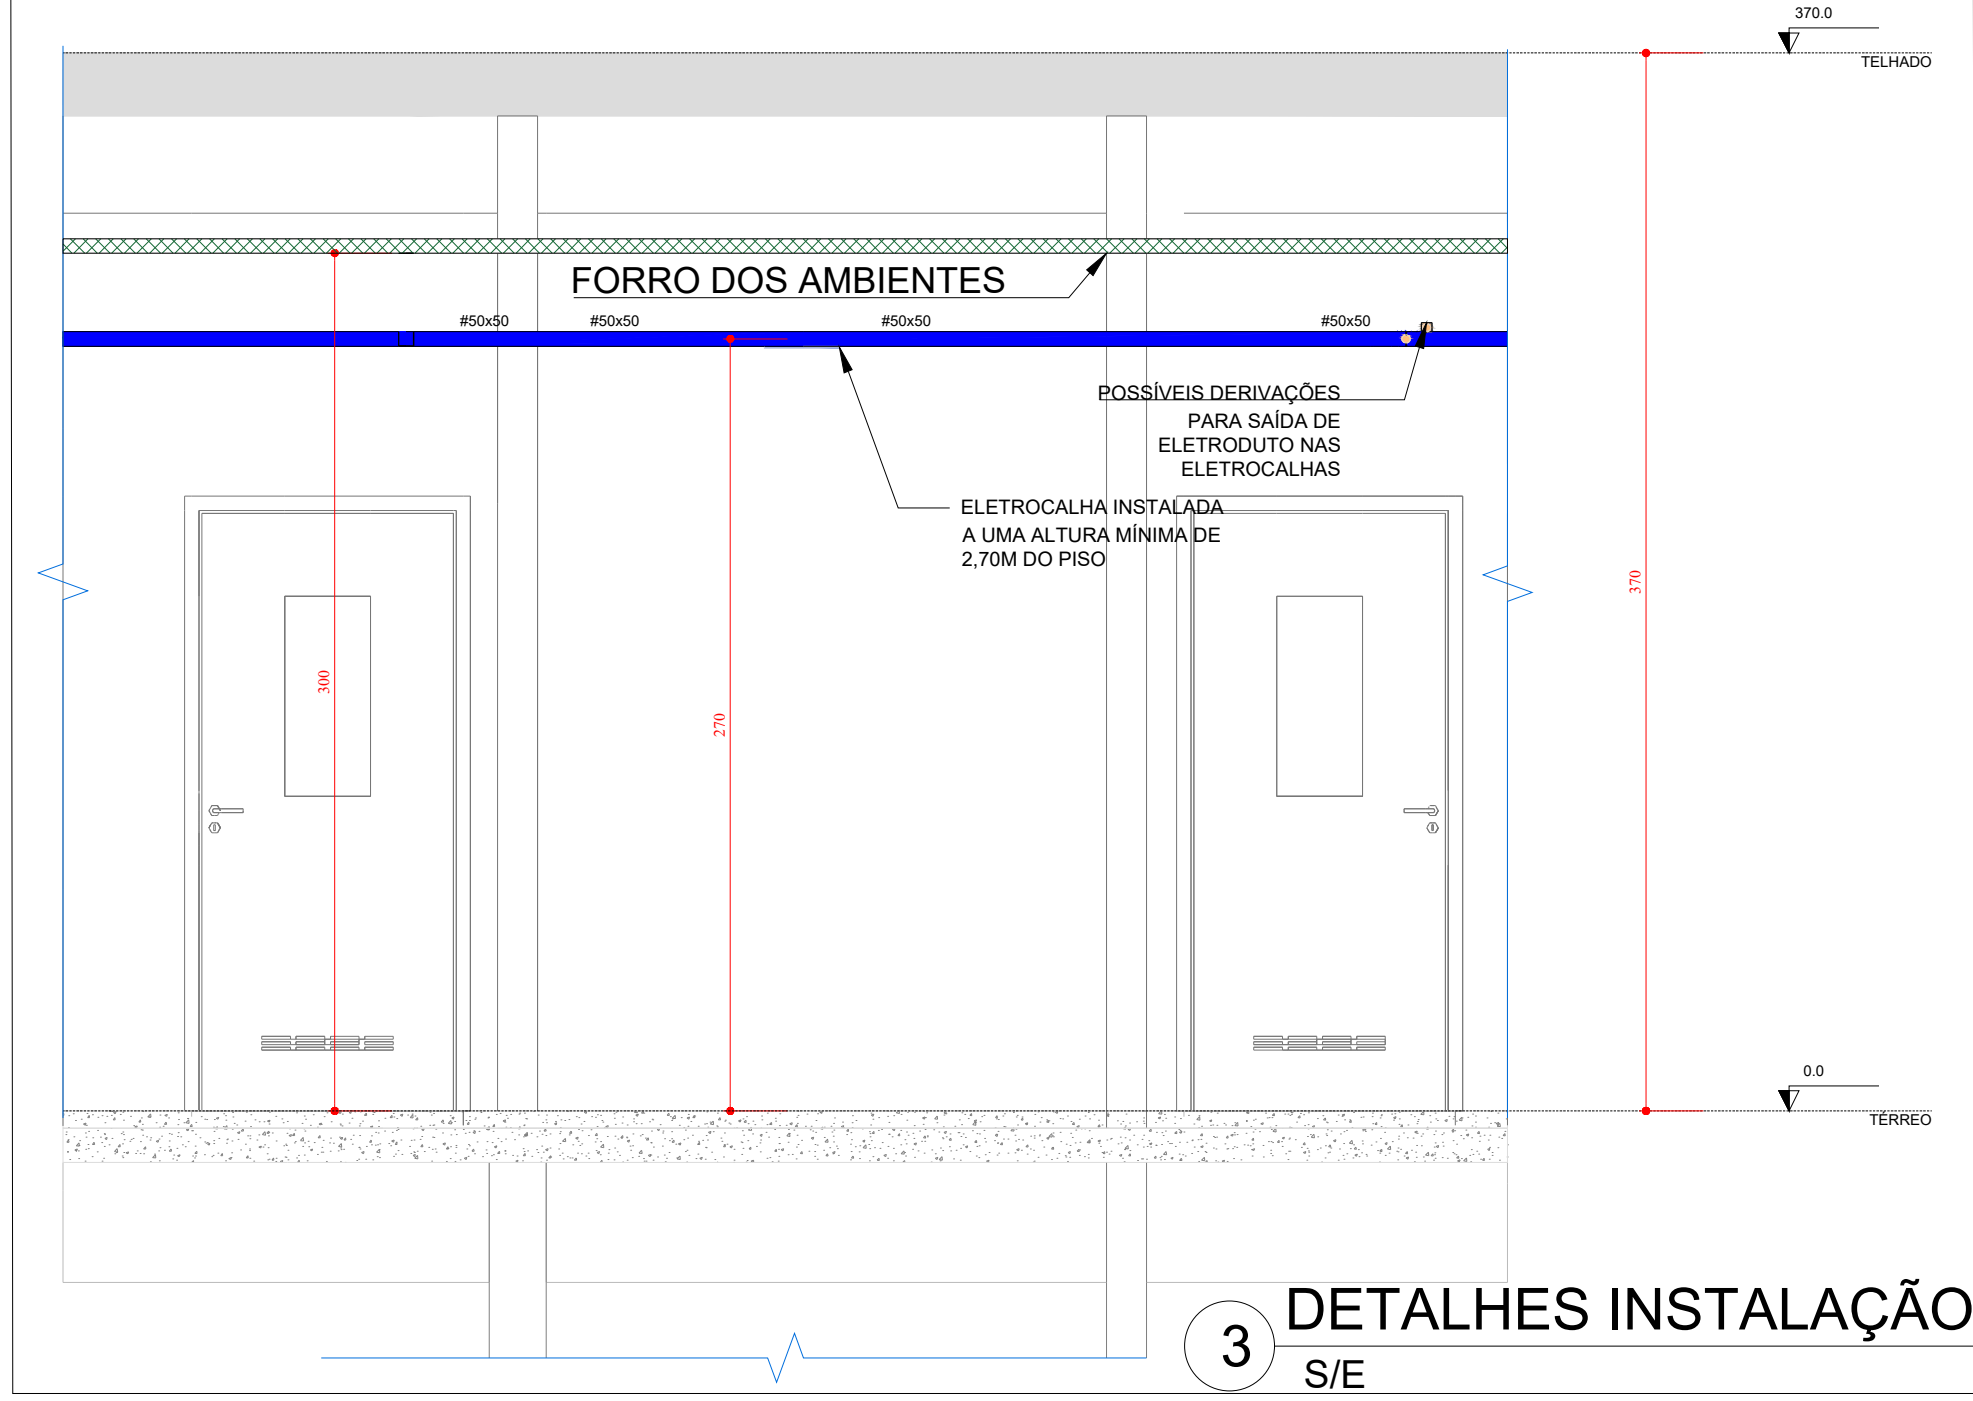 370.0
TELHADO
FORRO DOS AMBIENTES
#50x50 #50x50 #50x50 #50x50
POSSÍVEIS DERIVAÇÕES
PARA SAÍDA DE
ELETRODUTO NAS
ELETROCALHAS
ELETROCALHA INSTALADA
A UMA ALTURA MÍNIMA DE
2,70M DO PISO
370
300
270
0.0
TÉRREO
3 DETALHES INSTALAÇÃO
S/E